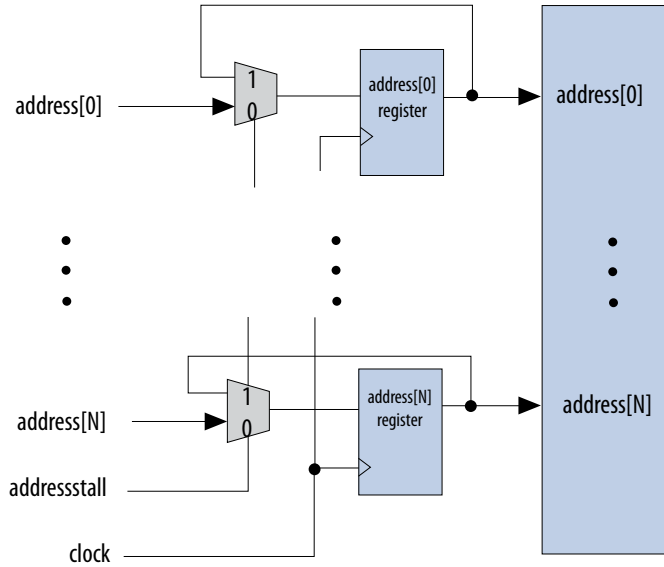 1
address[0]
0
address[0]
register
address[0]
1
address[N]
0
address[N]
register
address[N]
addressstall
clock